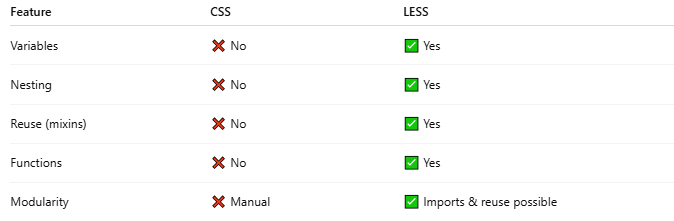 Feature CSS LESS
Variables ❌ No ✅ Yes
Nesting ❌ No ✅ Yes
Reuse (mixins) ❌ No ✅ Yes
Functions ❌ No ✅ Yes
Modularity ❌ Manual ✅ Imports & reuse possible